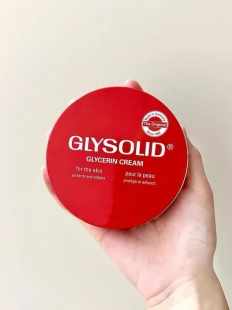 The Original
GLYSOLID®
GLYCERIN CREAM
for the skin
protects and softens
pour la peau
protège et adoucit